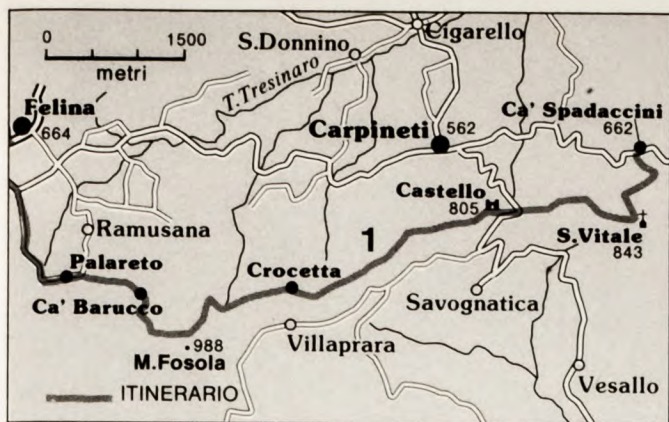 0 1500
metri
S.Donnino
Cigarello
T.Tresinaro
Felina
664
Carpineti
562
Ca' Spadaccini
662
Castello
805
Ramusana
1
S.Vitale
843
Palareto
Crocetta
Ca' Barucco
Savognatica
Villaprara
988
M.Fosola
Vesallo
ITINERARIO